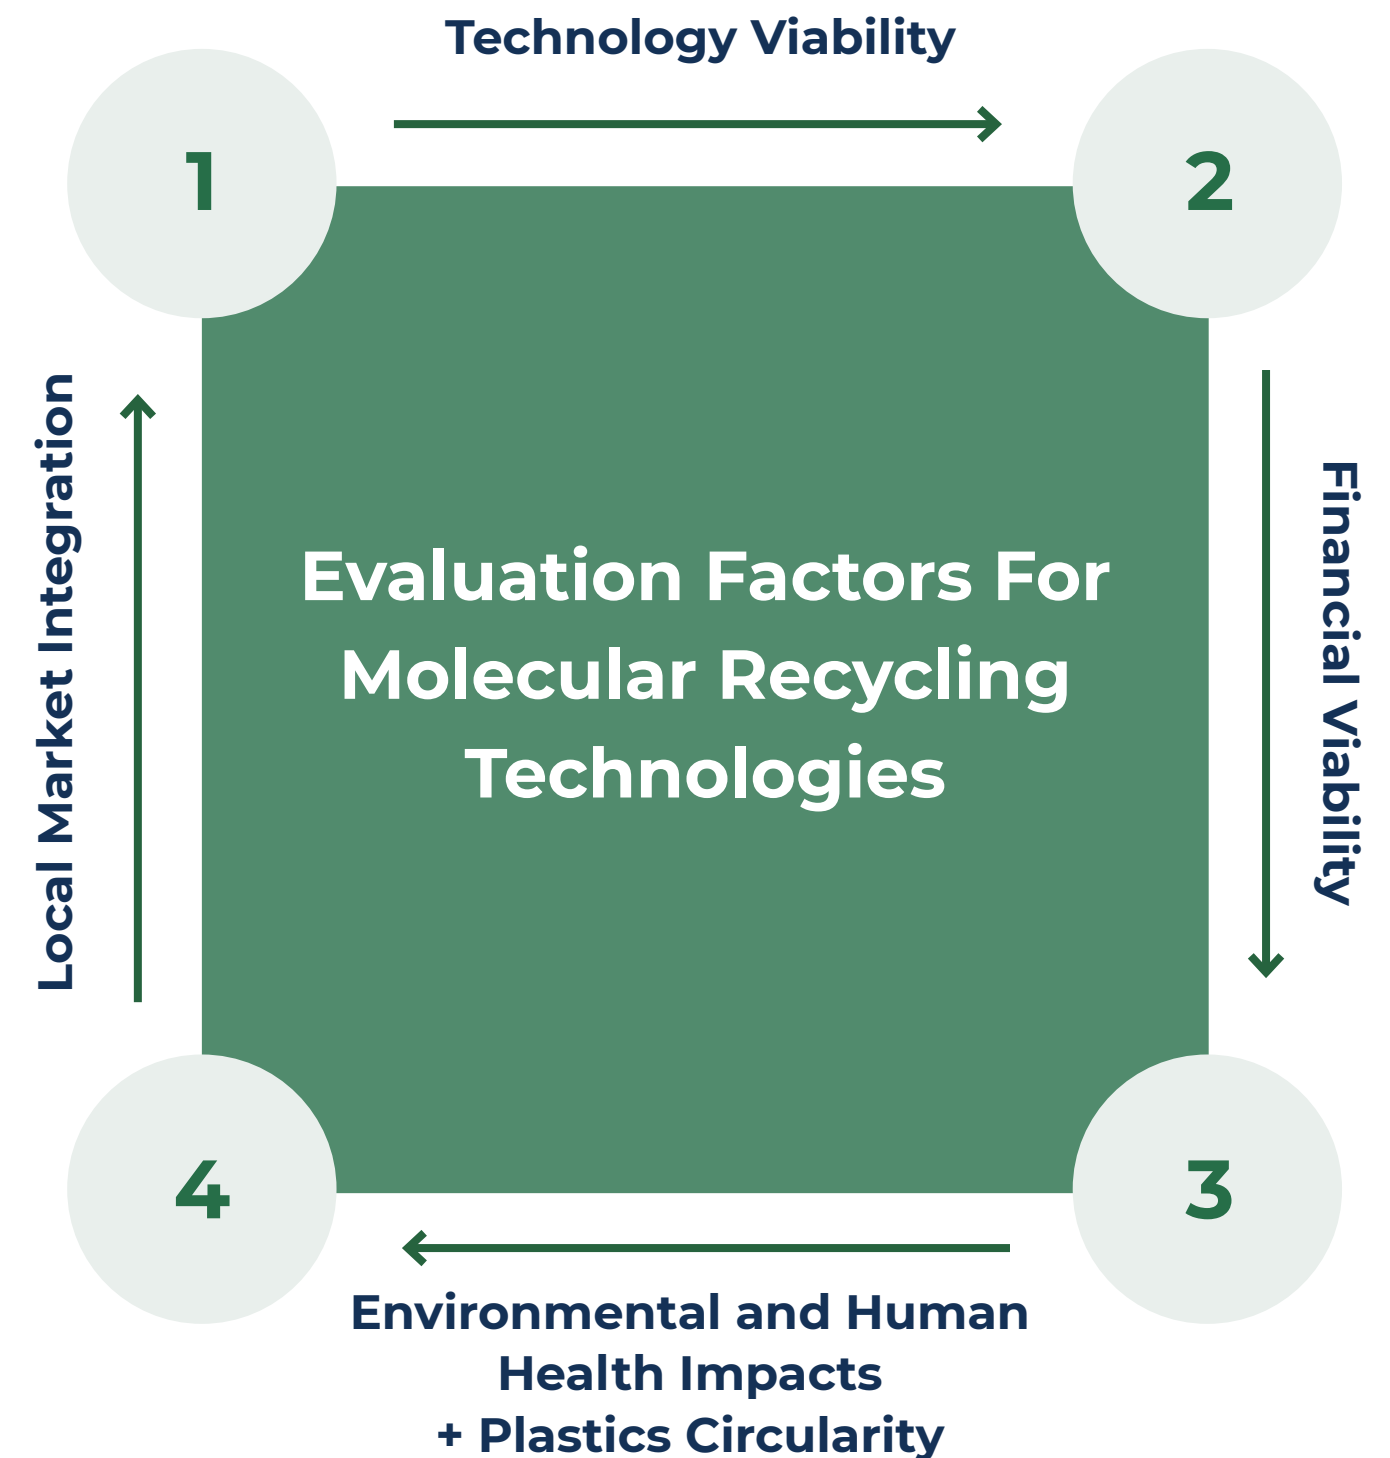 Technology Viability
1
2
Evaluation Factors For
Molecular Recycling
Technologies
Local Market Integration
Financial Viability
4
3
Environmental and Human
Health Impacts
+ Plastics Circularity